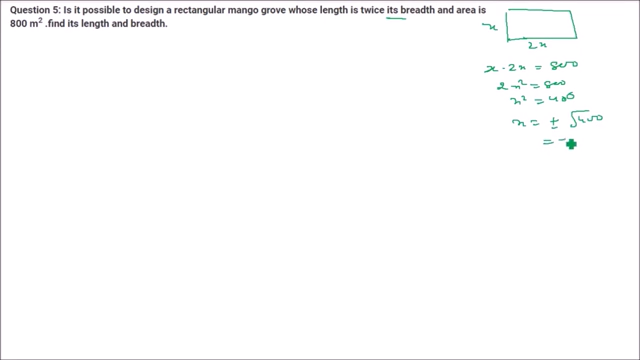 Question 5: Is it possible to design a rectangular mango grove whose length is twice its breadth and area is
800 m² .find its length and breadth.
x
2x
x · 2x = 800
2x² = 800
x² = 400
x = ± √400
=